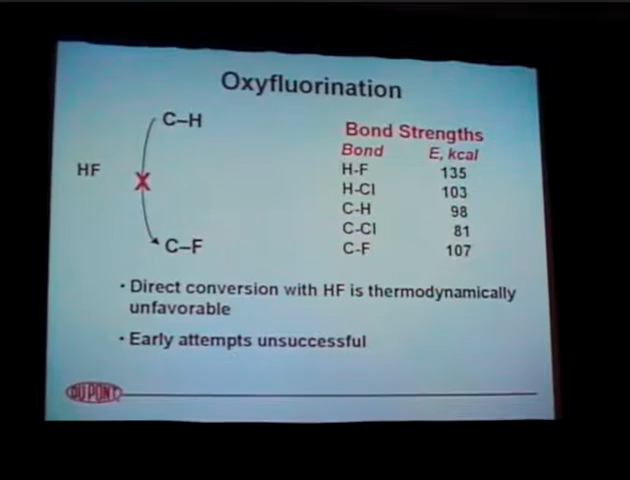 Oxyfluorination
C–H
HF
X
C–F
Bond Strengths
Bond E, kcal
H-F 135
H-Cl 103
C-H 98
C-Cl 81
C-F 107
• Direct conversion with HF is thermodynamically
unfavorable
• Early attempts unsuccessful
DUPONT